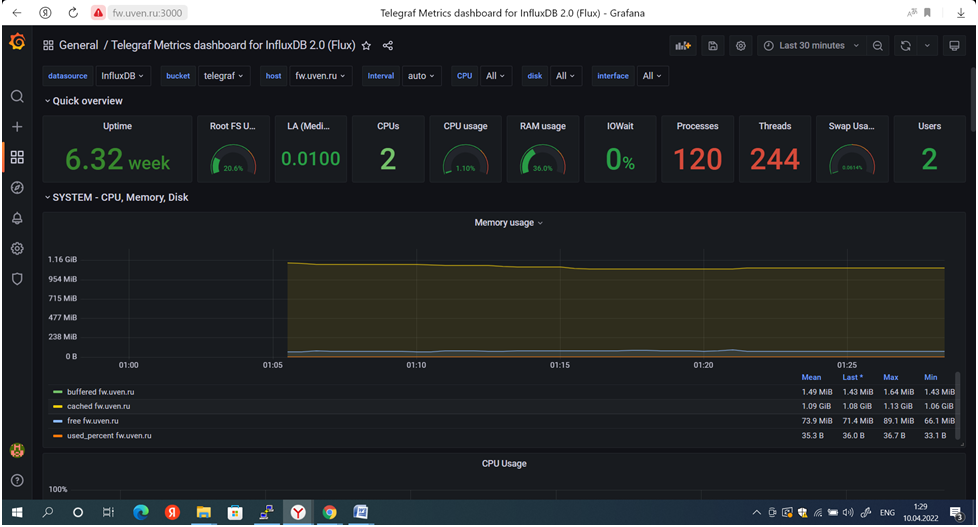 fw.uven.ru:3000
Telegraf Metrics dashboard for InfluxDB 2.0 (Flux) - Grafana
General / Telegraf Metrics dashboard for InfluxDB 2.0 (Flux)
Last 30 minutes
datasource InfluxDB bucket telegraf host fw.uven.ru Interval auto CPU All disk All interface All
Quick overview
Uptime
6.32 week
Root FS U...
20.6%
LA (Medi...
0.0100
CPUs
2
CPU usage
1.10%
RAM usage
36.0%
IOWait
0%
Processes
120
Threads
244
Swap Usa...
0.0614%
Users
2
SYSTEM - CPU, Memory, Disk
Memory usage
1.16 GiB
954 MiB
715 MiB
477 MiB
238 MiB
0 B
01:00 01:05 01:10 01:15 01:20 01:25
Mean Last * Max Min
buffered fw.uven.ru 1.49 MiB 1.43 MiB 1.64 MiB 1.43 MiB
cached fw.uven.ru 1.09 GiB 1.08 GiB 1.13 GiB 1.06 GiB
free fw.uven.ru 73.9 MiB 71.4 MiB 89.1 MiB 66.1 MiB
used_percent fw.uven.ru 35.3 B 36.0 B 36.7 B 33.1 B
CPU Usage
100%
ENG
1:29
10.04.2022
3